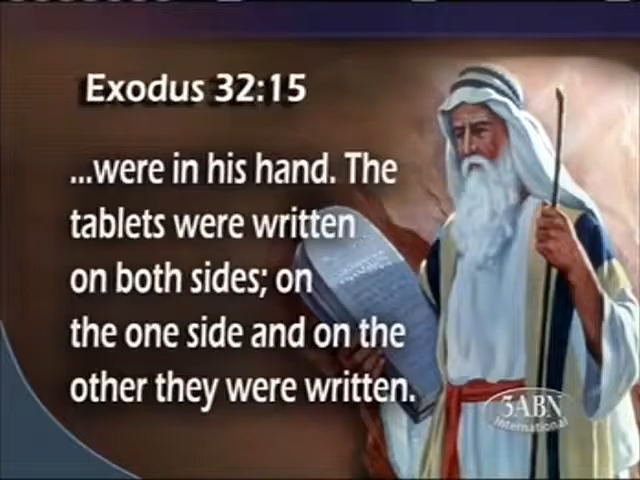 Exodus 32:15
...were in his hand. The
tablets were written
on both sides; on
the one side and on the
other they were written.
3ABN
International